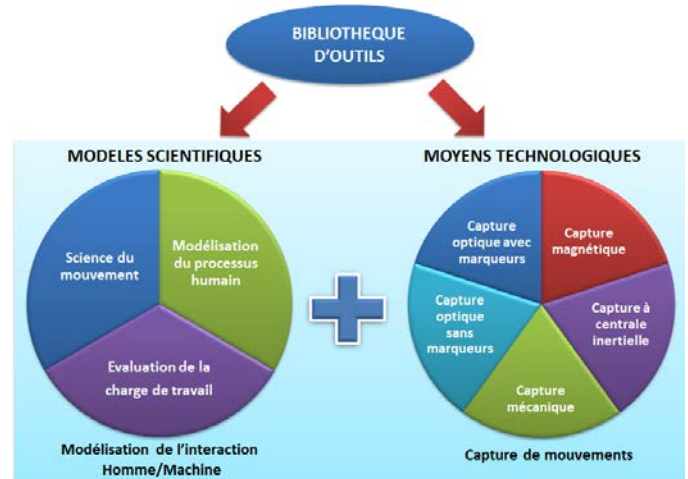 BIBLIOTHEQUE
D'OUTILS
MODELES SCIENTIFIQUES
Science du
mouvement
Modélisation
du processus
humain
Evaluation de la
charge de travail
Modélisation de l'interaction
Homme/Machine
MOYENS TECHNOLOGIQUES
Capture
optique avec
marqueurs
Capture
magnétique
Capture
optique
sans
marqueurs
Capture à
centrale
inertielle
Capture
mécanique
Capture de mouvements